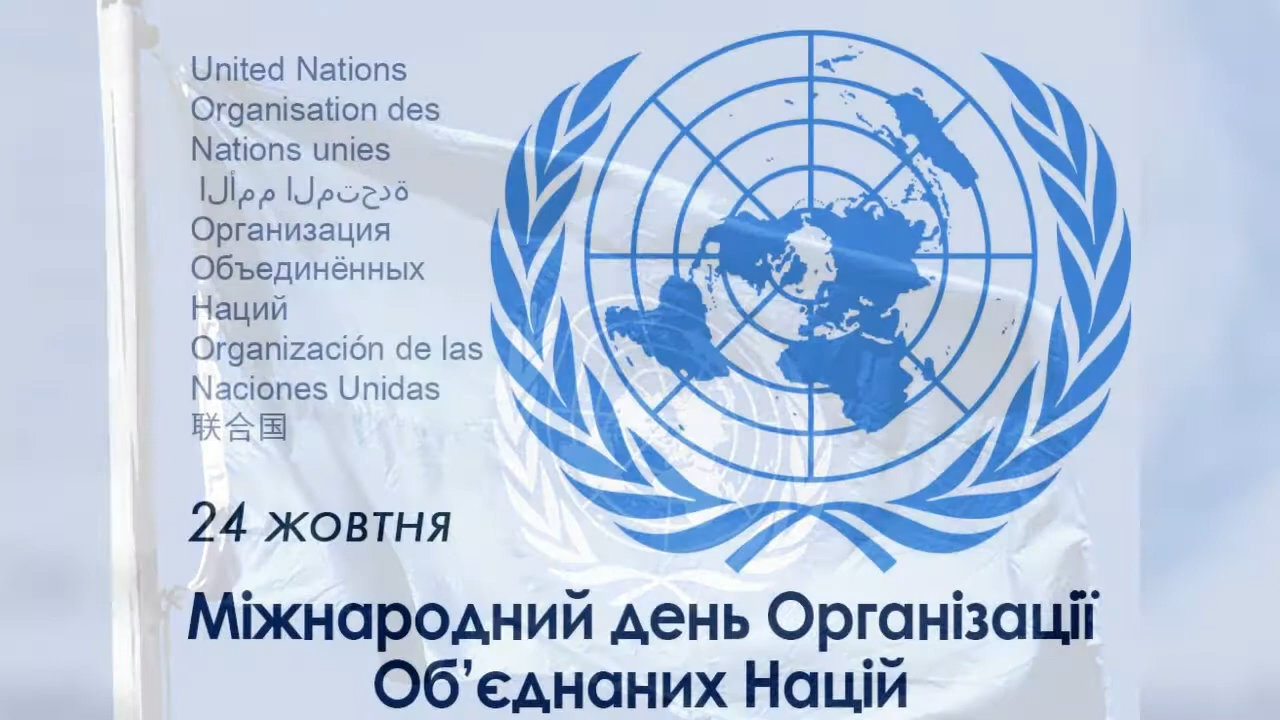 United Nations
Organisation des
Nations unies
الأمم المتحدة
Организация
Объединённых
Наций
Organización de las
Naciones Unidas
联合国
24 жовтня
Міжнародний день Організації
Об’єднаних Націй